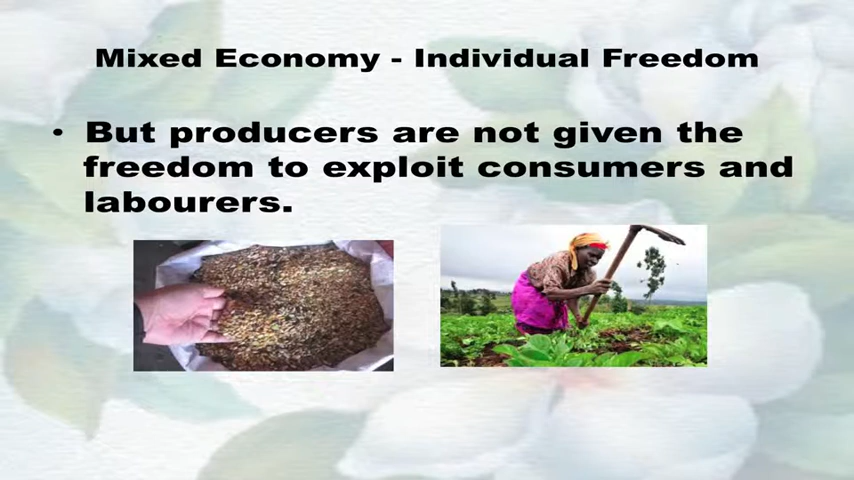 Mixed Economy - Individual Freedom
• But producers are not given the
freedom to exploit consumers and
labourers.